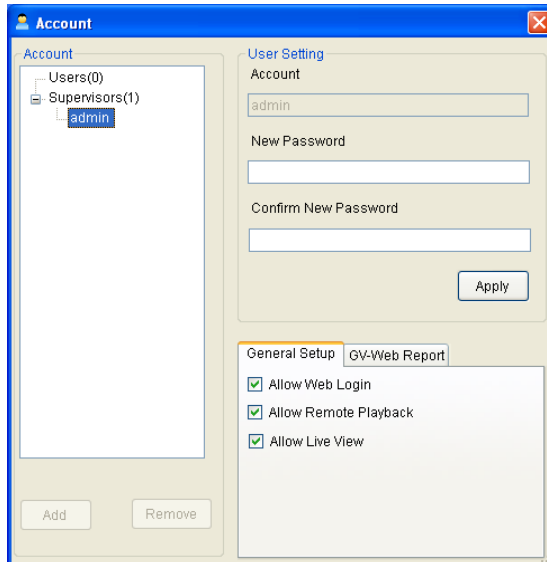 Account
Account
Users(0)
Supervisors(1)
admin
Add
Remove
User Setting
Account
admin
New Password
Confirm New Password
Apply
General Setup
GV-Web Report
Allow Web Login
Allow Remote Playback
Allow Live View